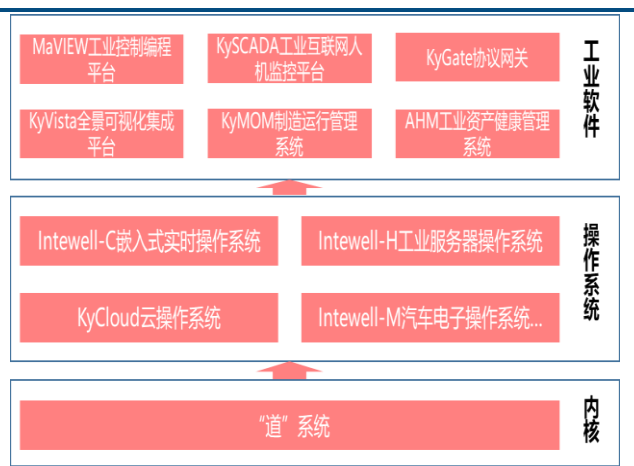 MaVIEW工业控制编程
平台
KySCADA工业互联网人
机监控平台
KyGate协议网关
KyVista全景可视化集成
平台
KyMOM制造运行管理
系统
AHM工业资产健康管理
系统
工业软件
Intewell-C嵌入式实时操作系统
Intewell-H工业服务器操作系统
KyCloud云操作系统
Intewell-M汽车电子操作系统...
操作系统
“道”系统
内核